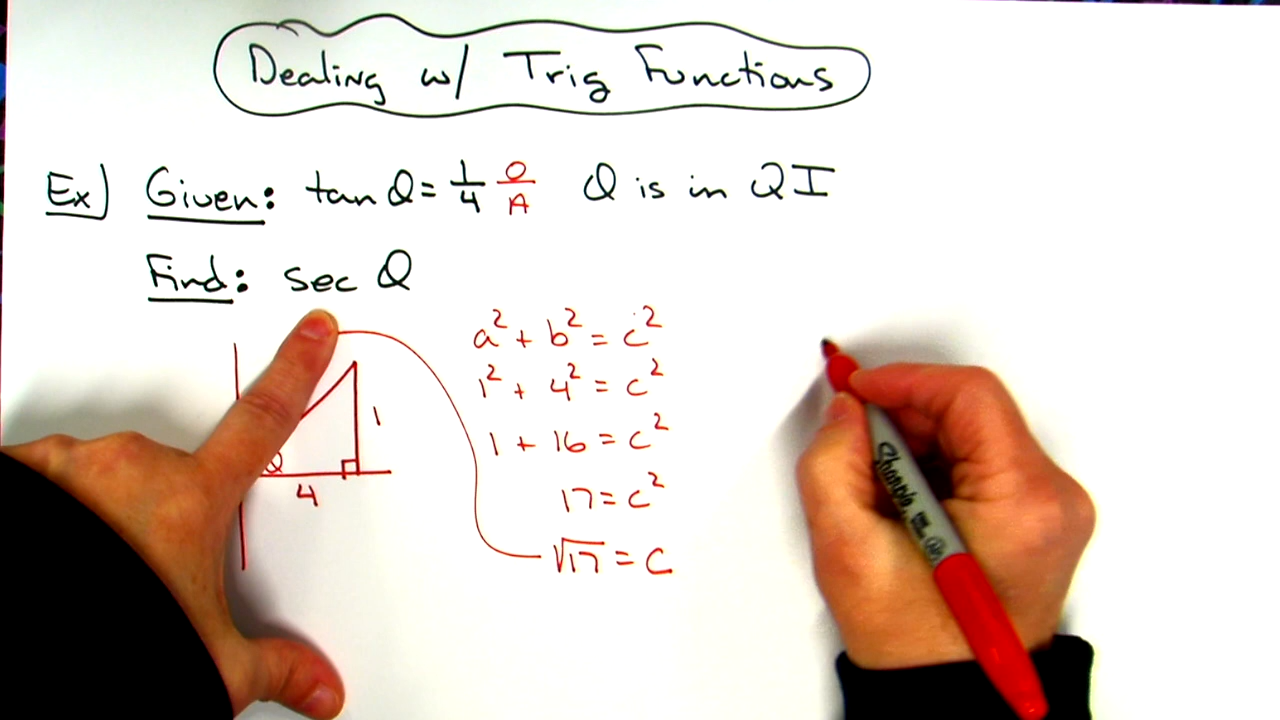 Dealing w/ Trig Functions
Ex) Given: tan θ = 1/4 O/A θ is in QI
Find: sec θ
a² + b² = c²
1² + 4² = c²
1 + 16 = c²
17 = c²
√17 = c
1
θ
4
Sharpie